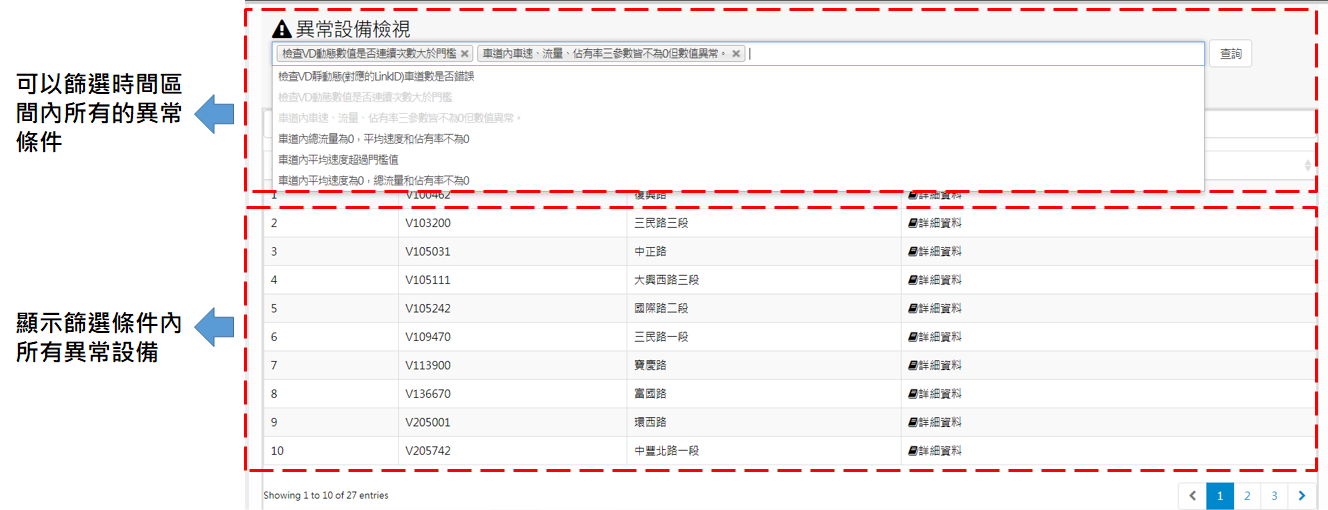 異常設備檢視
檢查VD動態數值是否連續次數大於門檻 × 車道內車速、流量、佔有率三參數皆不為0但數值異常。 ×
查詢
檢查VD靜動態(對應的LinkID)車道數是否錯誤
檢查VD動態數值是否連續次數大於門檻
車道內車速、流量、佔有率三參數皆不為0但數值異常。
車道內總流量為0，平均速度和佔有率不為0
車道內平均速度超過門檻值
車道內平均速度為0，總流量和佔有率不為0
可以篩選時間區
間內所有的異常
條件
1 V100462 復興路 詳細資料
2 V103200 三民路三段 詳細資料
3 V105031 中正路 詳細資料
4 V105111 大興西路三段 詳細資料
5 V105242 國際路二段 詳細資料
6 V109470 三民路一段 詳細資料
7 V113900 寶慶路 詳細資料
8 V136670 富國路 詳細資料
9 V205001 環西路 詳細資料
10 V205742 中豐北路一段 詳細資料
顯示篩選條件內
所有異常設備
Showing 1 to 10 of 27 entries
1 2 3